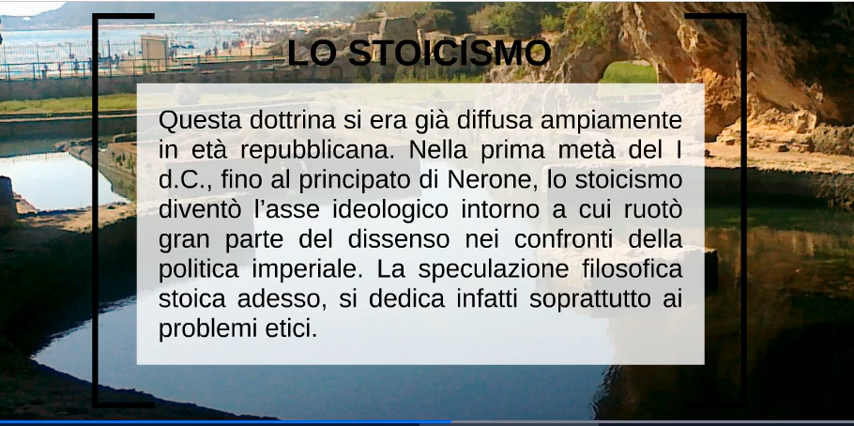 LO STOICISMO
Questa dottrina si era già diffusa ampiamente
in età repubblicana. Nella prima metà del I
d.C., fino al principato di Nerone, lo stoicismo
diventò l’asse ideologico intorno a cui ruotò
gran parte del dissenso nei confronti della
politica imperiale. La speculazione filosofica
stoica adesso, si dedica infatti soprattutto ai
problemi etici.